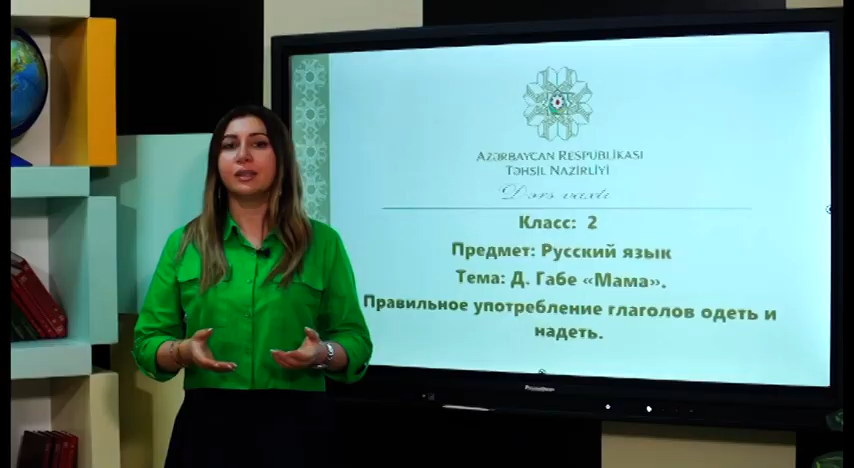 AZƏRBAYCAN RESPUBLİKASI
TƏHSİL NAZİRLİYİ
Dərs vaxtı
Класс: 2
Предмет: Русский язык
Тема: Д. Габе «Мама».
Правильное употребление глаголов одеть и
надеть.